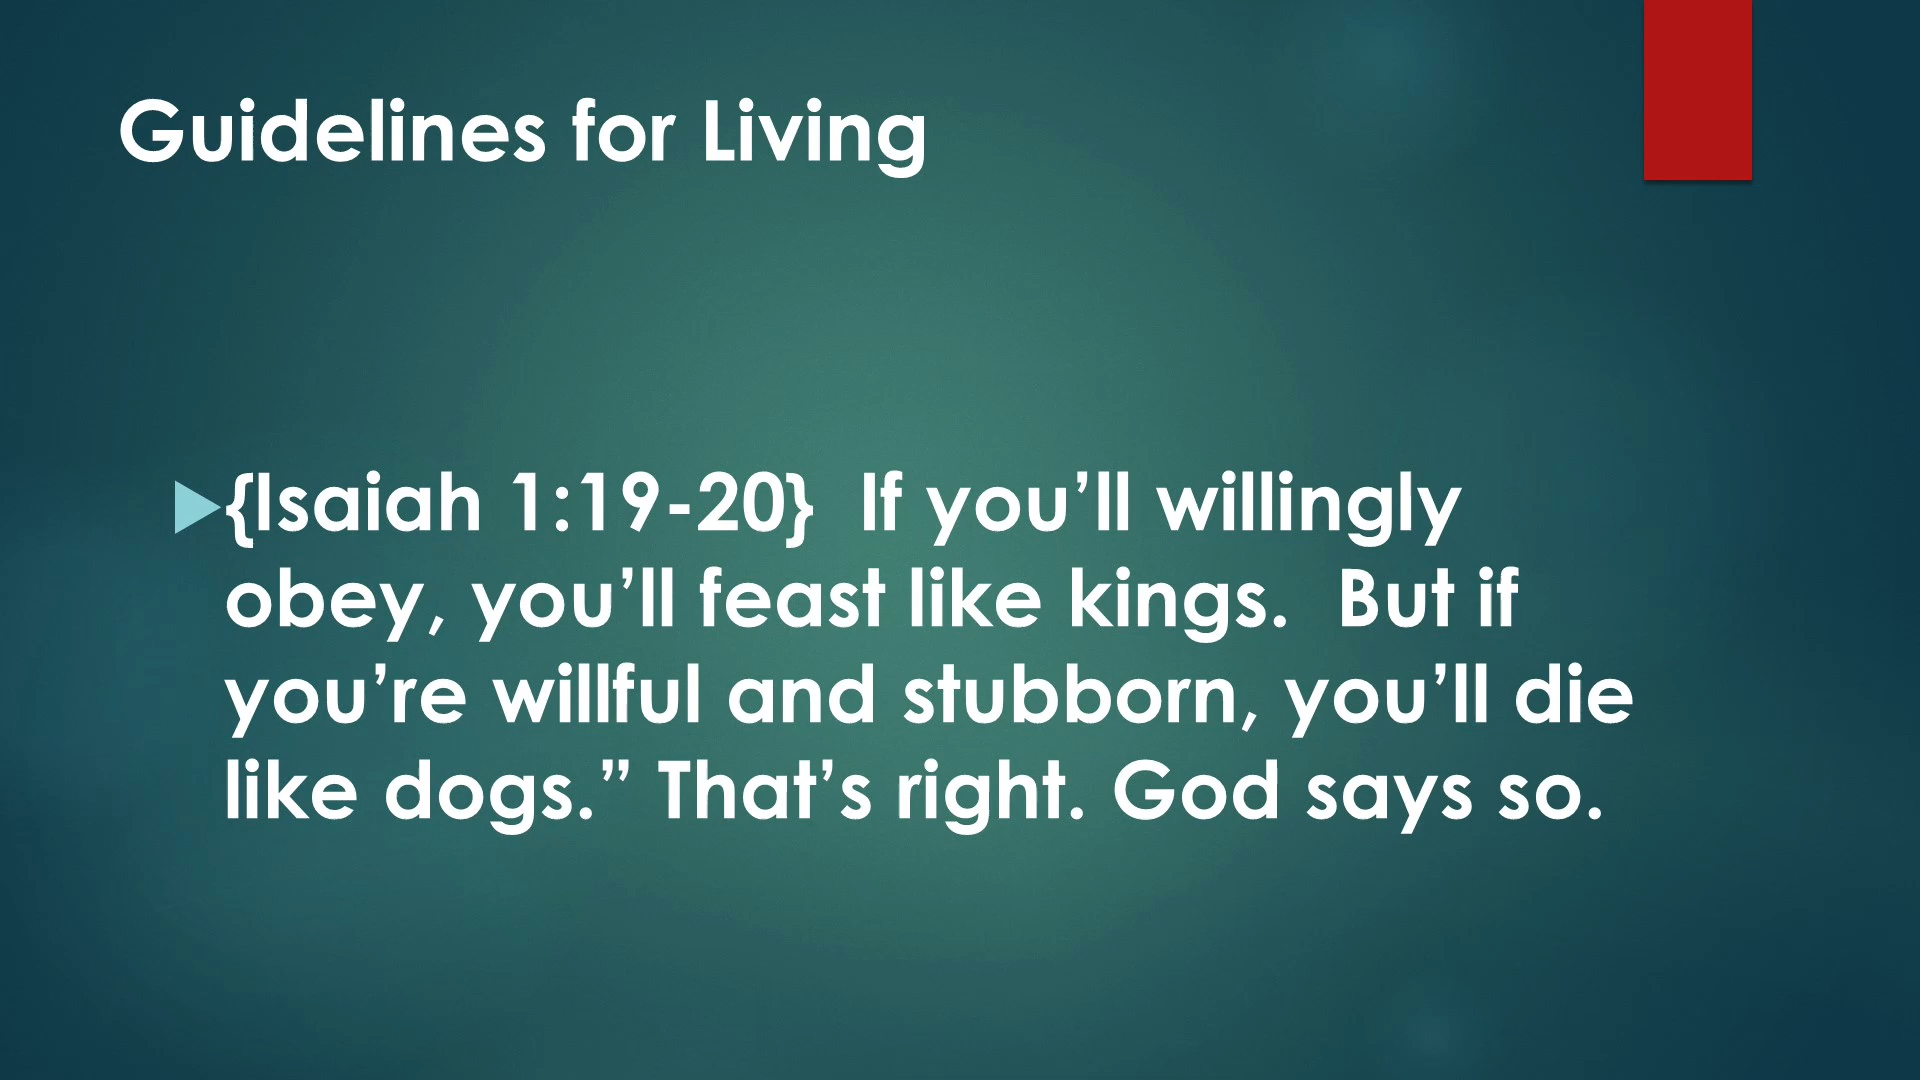 Guidelines for Living
{Isaiah 1:19-20}  If you’ll willingly
obey, you’ll feast like kings.  But if
you’re willful and stubborn, you’ll die
like dogs.” That’s right. God says so.